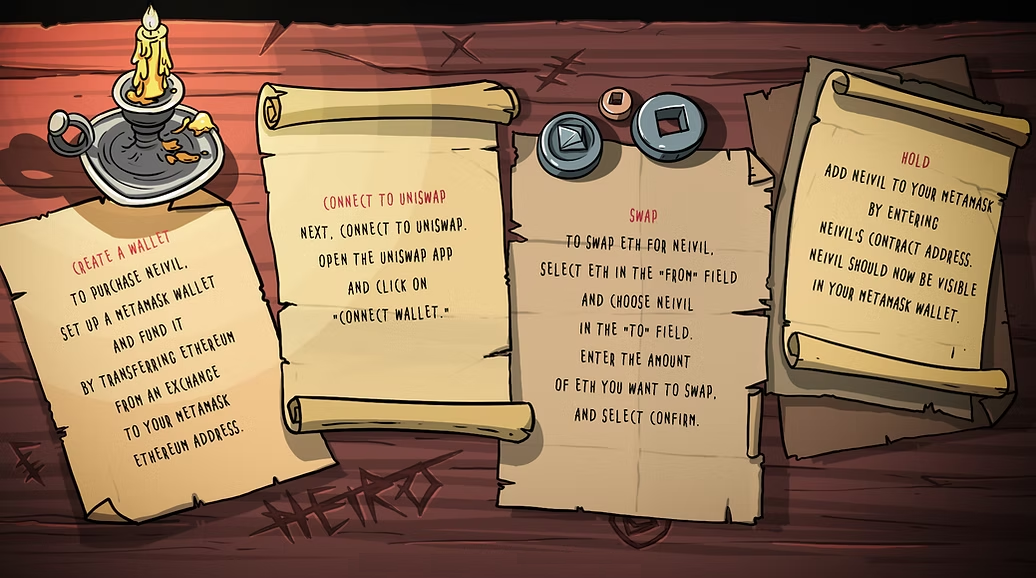 CREATE A WALLET
TO PURCHASE NEIVIL,
SET UP A METAMASK WALLET
AND FUND IT
BY TRANSFERRING ETHEREUM
FROM AN EXCHANGE
TO YOUR METAMASK
ETHEREUM ADDRESS.
CONNECT TO UNISWAP
NEXT, CONNECT TO UNISWAP.
OPEN THE UNISWAP APP
AND CLICK ON
"CONNECT WALLET."
SWAP
TO SWAP ETH FOR NEIVIL,
SELECT ETH IN THE "FROM" FIELD
AND CHOOSE NEIVIL
IN THE "TO" FIELD.
ENTER THE AMOUNT
OF ETH YOU WANT TO SWAP,
AND SELECT CONFIRM.
HOLD
ADD NEIVIL TO YOUR METAMASK
BY ENTERING
NEIVIL'S CONTRACT ADDRESS.
NEIVIL SHOULD NOW BE VISIBLE
IN YOUR METAMASK WALLET.